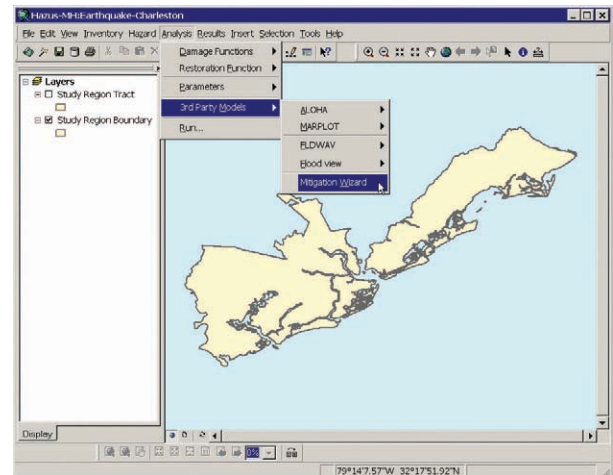 Hazus-MH:Earthquake-Charleston
File Edit View Inventory Hazard Analysis Results Insert Selection Tools Help
Layers
Study Region Tract
Study Region Boundary
Damage Functions
Restoration Function
Parameters
3rd Party Models
Run...
ALOHA
MARPLOT
FLDWAV
Flood view
Mitigation Wizard
Display
0%
79°14'7.57"W 32°17'51.92"N